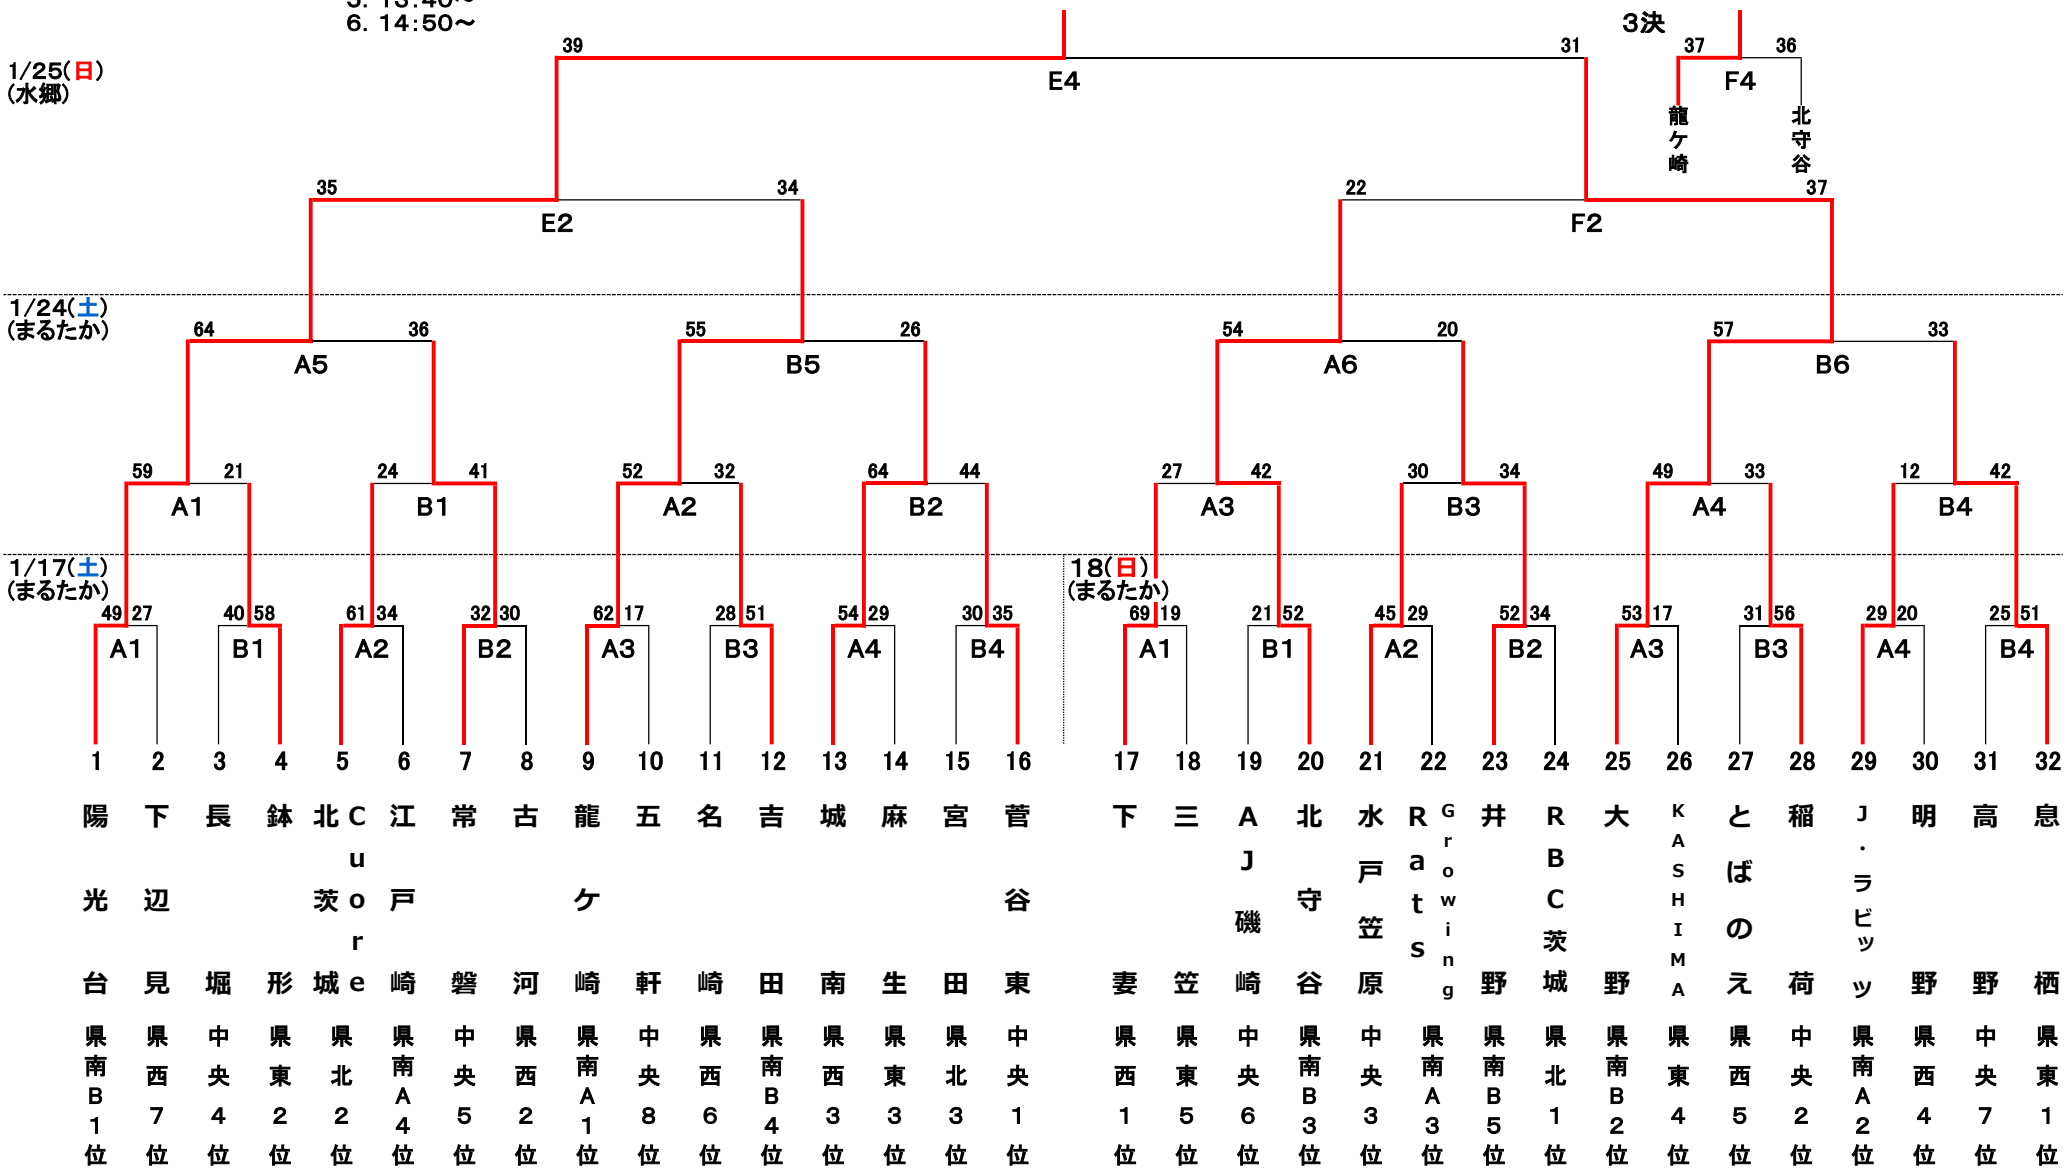 5. 13:40～
6. 14:50～
3決
39 31 37 36
1/25(日)
(水郷)
E4 F4
龍ケ崎 北守谷
35 34 22 37
E2 F2
1/24(土)
(まるたか)
64 36 55 26 54 20 57 33
A5 B5 A6 B6
59 21 24 41 52 32 64 44 27 42 30 34 49 33 12 42
A1 B1 A2 B2 A3 B3 A4 B4
1/17(土)
(まるたか)
18(日)
(まるたか)
49 27 40 58 61 34 32 30 62 17 28 51 54 29 30 35 69 19 21 52 45 29 52 34 53 17 31 56 29 20 25 51
A1 B1 A2 B2 A3 B3 A4 B4 A1 B1 A2 B2 A3 B3 A4 B4
1 2 3 4 5 6 7 8 9 10 11 12 13 14 15 16 17 18 19 20 21 22 23 24 25 26 27 28 29 30 31 32
陽光台
下辺見
長堀
鉢形
北茨城
Cuore
江戸崎
常磐
古河
龍ケ崎
五軒
名崎
吉田
城南
麻生
宮田
菅谷東
下妻
三笠
AJ磯崎
北守谷
水戸笠原
Rats
Growing
井野
RBC茨城
大野
KASHIMA
とばのえ
稲荷
J・ラビッツ
明野
高野
息栖
県南B1位
県西7位
中央4位
県東2位
県北2位
県南A4位
中央5位
県西2位
県南A1位
中央8位
県西6位
県南B4位
県西3位
県東3位
県北3位
中央1位
県西1位
県東5位
中央6位
県南B3位
中央3位
県南A3位
県南B5位
県北1位
県南B2位
県東4位
県西5位
中央2位
県南A2位
県西4位
中央7位
県東1位